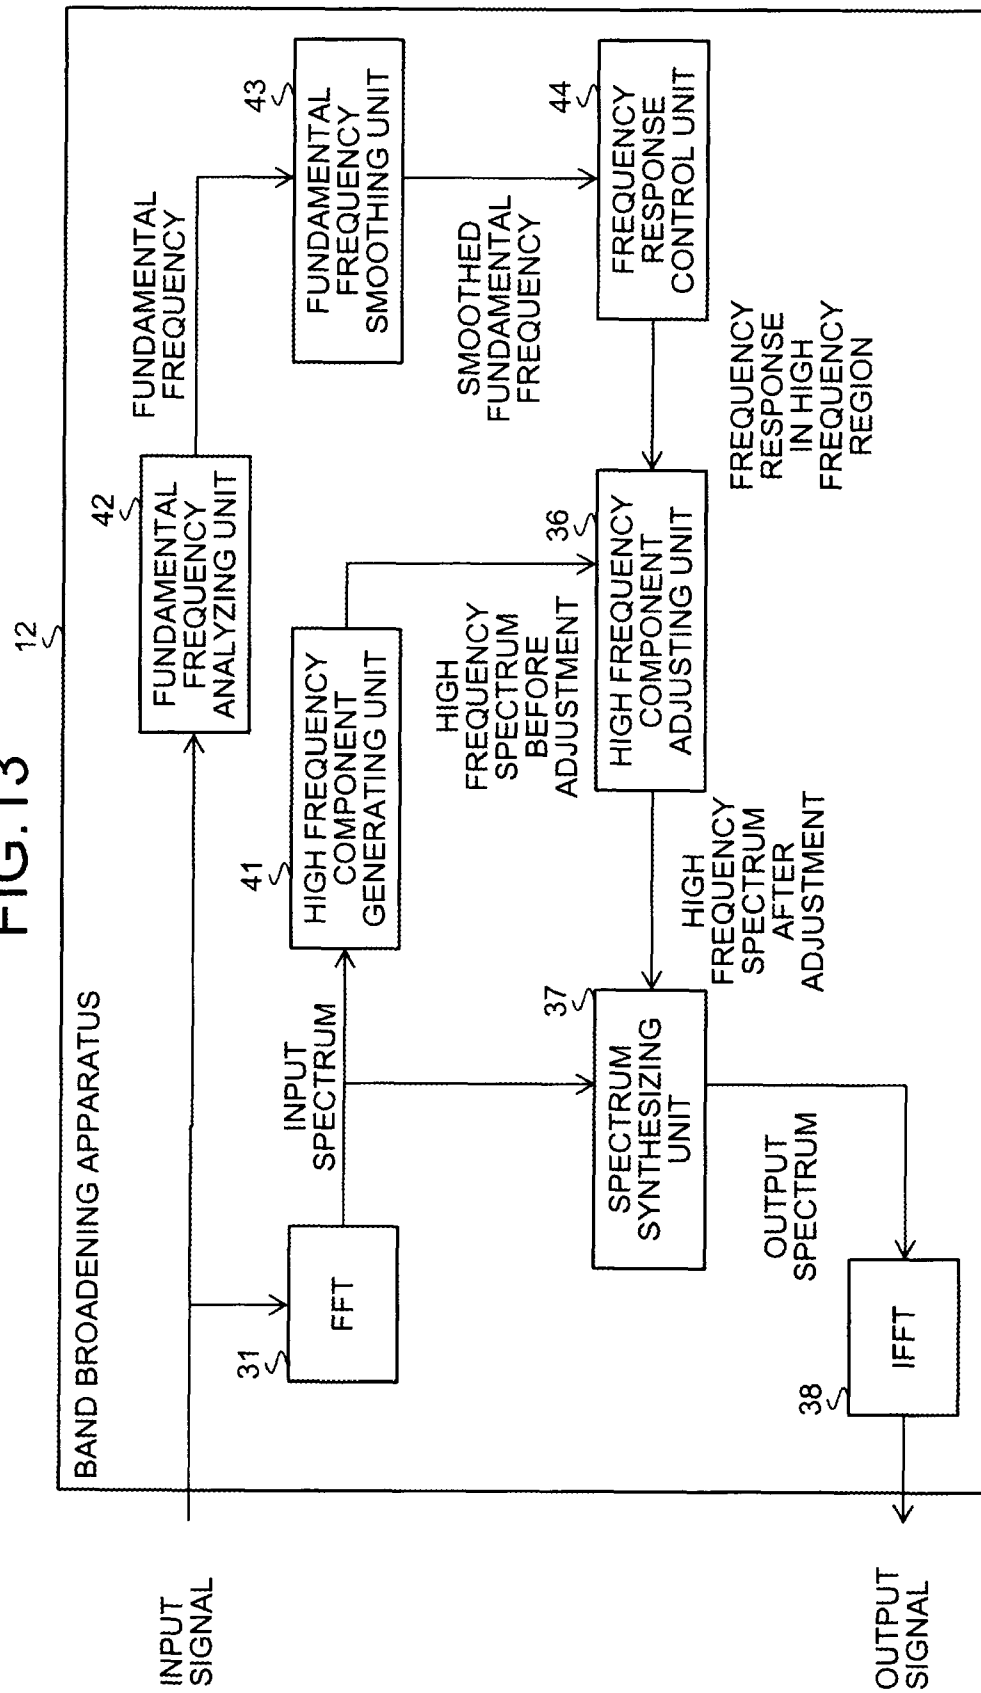 FIG.13
12
BAND BROADENING APPARATUS
INPUT
SIGNAL
42
FUNDAMENTAL
FREQUENCY
ANALYZING UNIT
FUNDAMENTAL
FREQUENCY
31
FFT
INPUT
SPECTRUM
41
HIGH FREQUENCY
COMPONENT
GENERATING UNIT
43
FUNDAMENTAL
FREQUENCY
SMOOTHING UNIT
HIGH
FREQUENCY
SPECTRUM
BEFORE
ADJUSTMENT
SMOOTHED
FUNDAMENTAL
FREQUENCY
37
SPECTRUM
SYNTHESIZING
UNIT
36
HIGH FREQUENCY
COMPONENT
ADJUSTING UNIT
44
FREQUENCY
RESPONSE
CONTROL UNIT
HIGH
FREQUENCY
SPECTRUM
AFTER
ADJUSTMENT
FREQUENCY
RESPONSE
IN HIGH
FREQUENCY
REGION
OUTPUT
SPECTRUM
38
IFFT
OUTPUT
SIGNAL